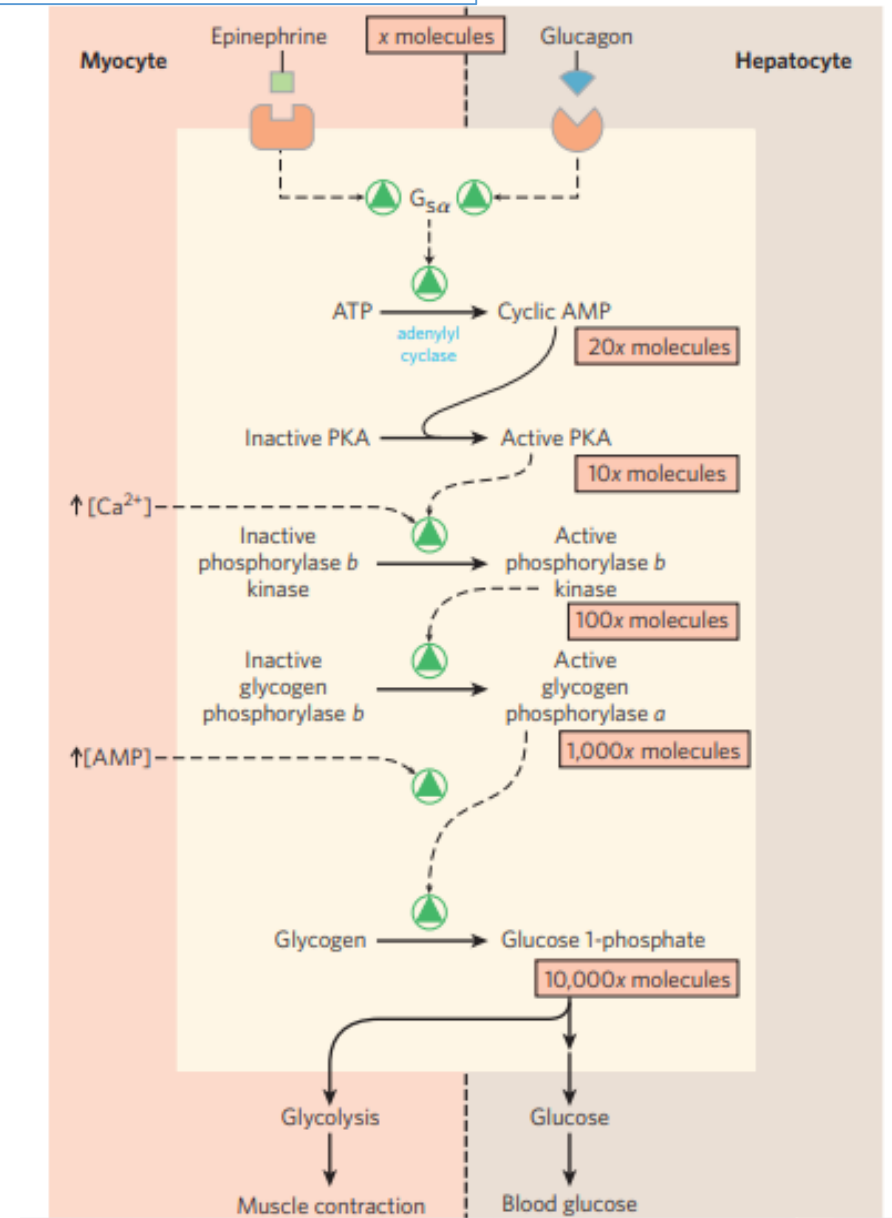 Epinephrine
x molecules
Glucagon
Myocyte
Hepatocyte
Gsα
ATP
Cyclic AMP
adenylyl
cyclase
20x molecules
Inactive PKA
Active PKA
10x molecules
↑[Ca2+]
Inactive
phosphorylase b
kinase
Active
phosphorylase b
kinase
100x molecules
Inactive
glycogen
phosphorylase b
Active
glycogen
phosphorylase a
1,000x molecules
↑[AMP]
Glycogen
Glucose 1-phosphate
10,000x molecules
Glycolysis
Glucose
Muscle contraction
Blood glucose